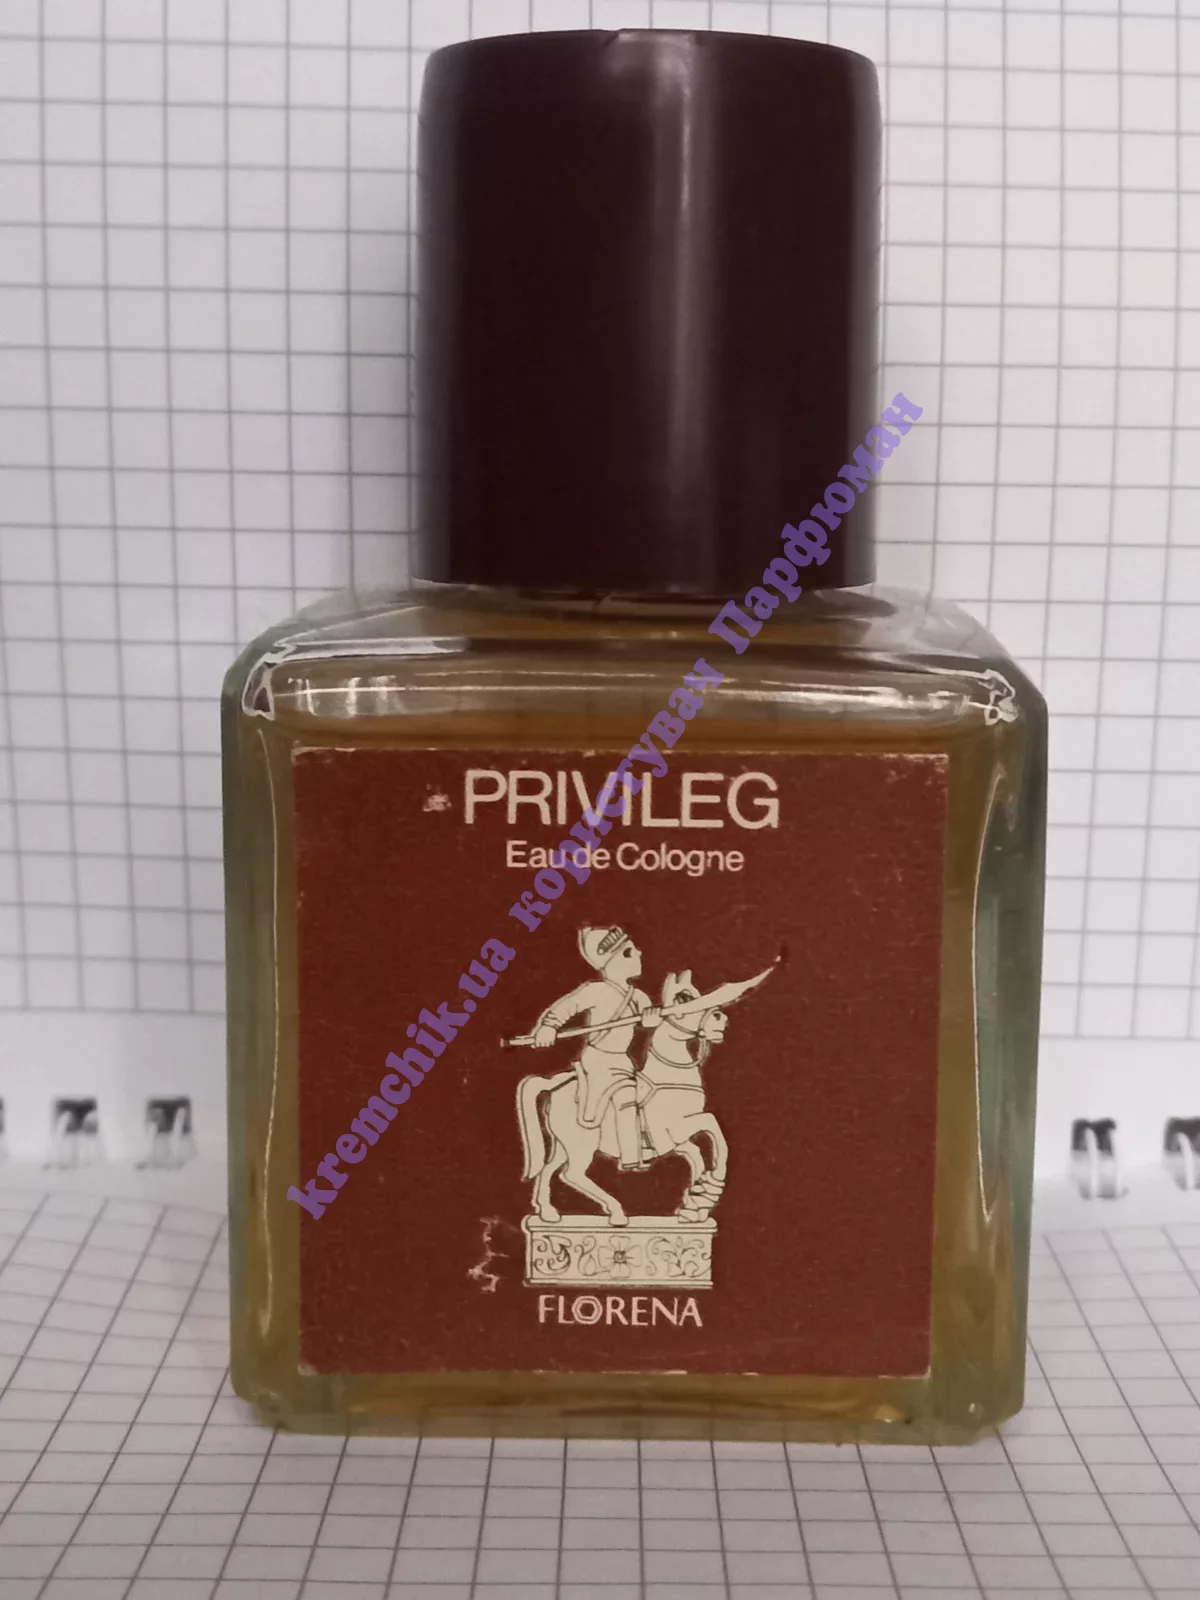 PRIVILEG
Eau de Cologne
FLORENA
kremchik.ua користувач Парфюман